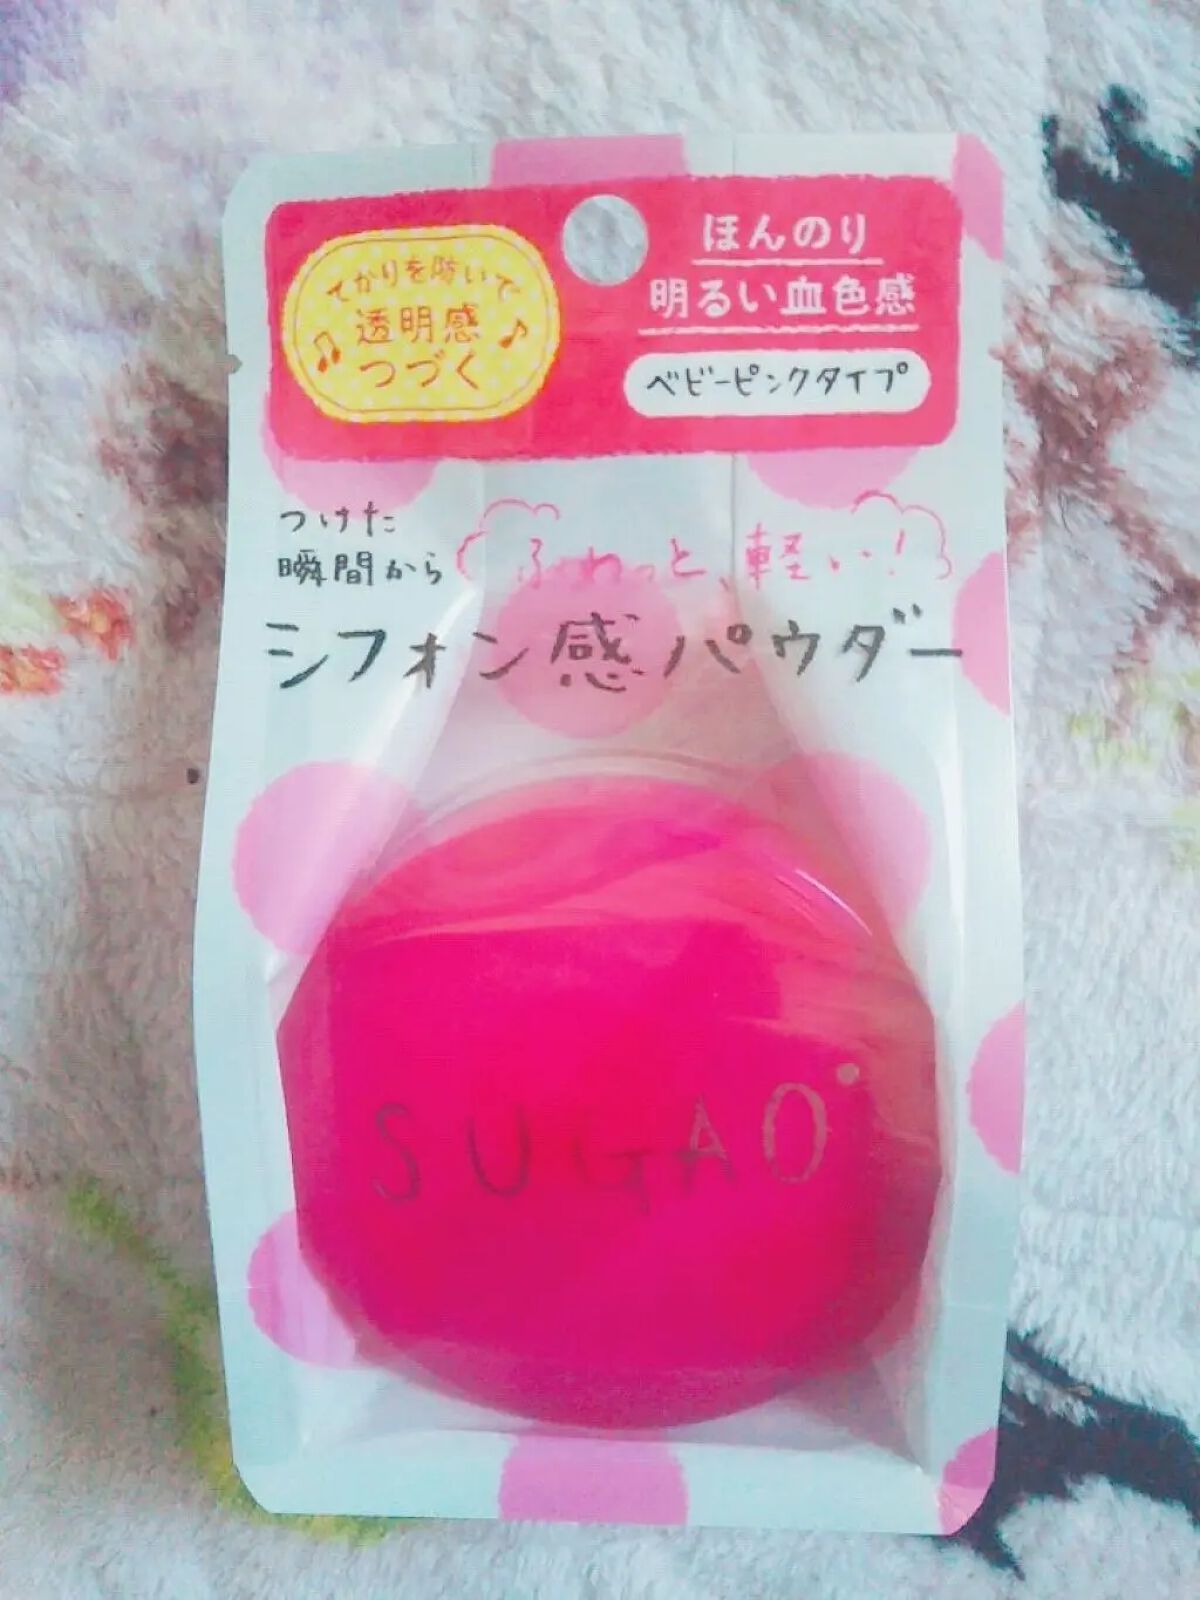 てかりを防いで
透明感
つづく
ほんのり
明るい血色感
ベビーピンクタイプ
つけた
瞬間から
ふわっと、軽い!
シフォン感パウダー
SUGAO